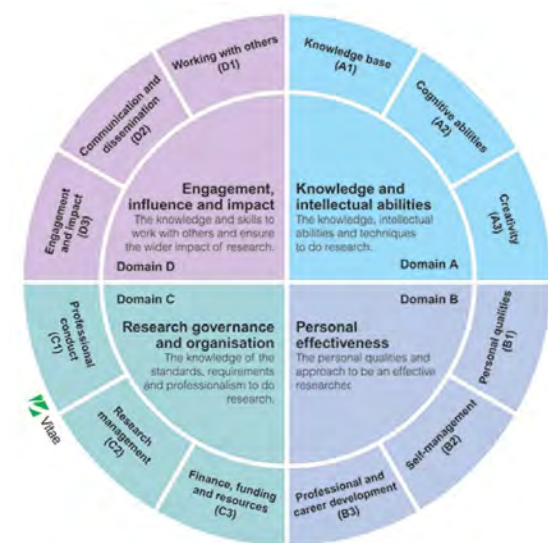 Working with others
(D1)
Knowledge base
(A1)
Communication and
dissemination
(D2)
Cognitive abilities
(A2)
Engagement
and impact
(D3)
Creativity
(A3)
Engagement,
influence and impact
The knowledge and skills to
work with others and ensure
the wider impact of research.
Domain D
Knowledge and
intellectual abilities
The knowledge, intellectual
abilities and techniques
to do research.
Domain A
Domain C
Research governance
and organisation
The knowledge of the
standards, requirements
and professionalism to do
research.
Domain B
Personal
effectiveness
The personal qualities and
approach to be an effective
researcher.
Professional
conduct
(C1)
Personal qualities
(B1)
Vitae
Research
management
(C2)
Self-management
(B2)
Finance, funding
and resources
(C3)
Professional and
career development
(B3)